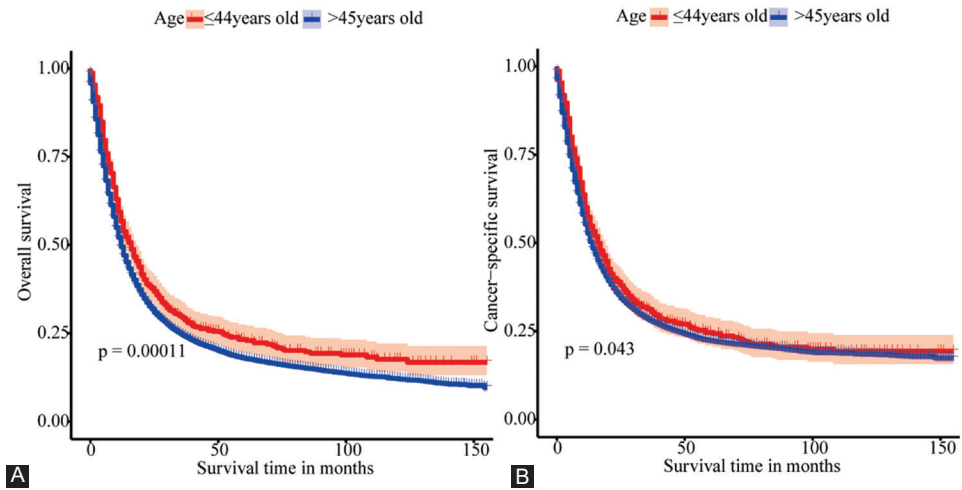 Age ≤44years old >45years old
1.00
0.75
0.50
0.25
0.00
Overall survival
p = 0.00011
0 50 100 150
Survival time in months
A
Age ≤44years old >45years old
1.00
0.75
0.50
0.25
0.00
Cancer-specific survival
p = 0.043
0 50 100 150
Survival time in months
B